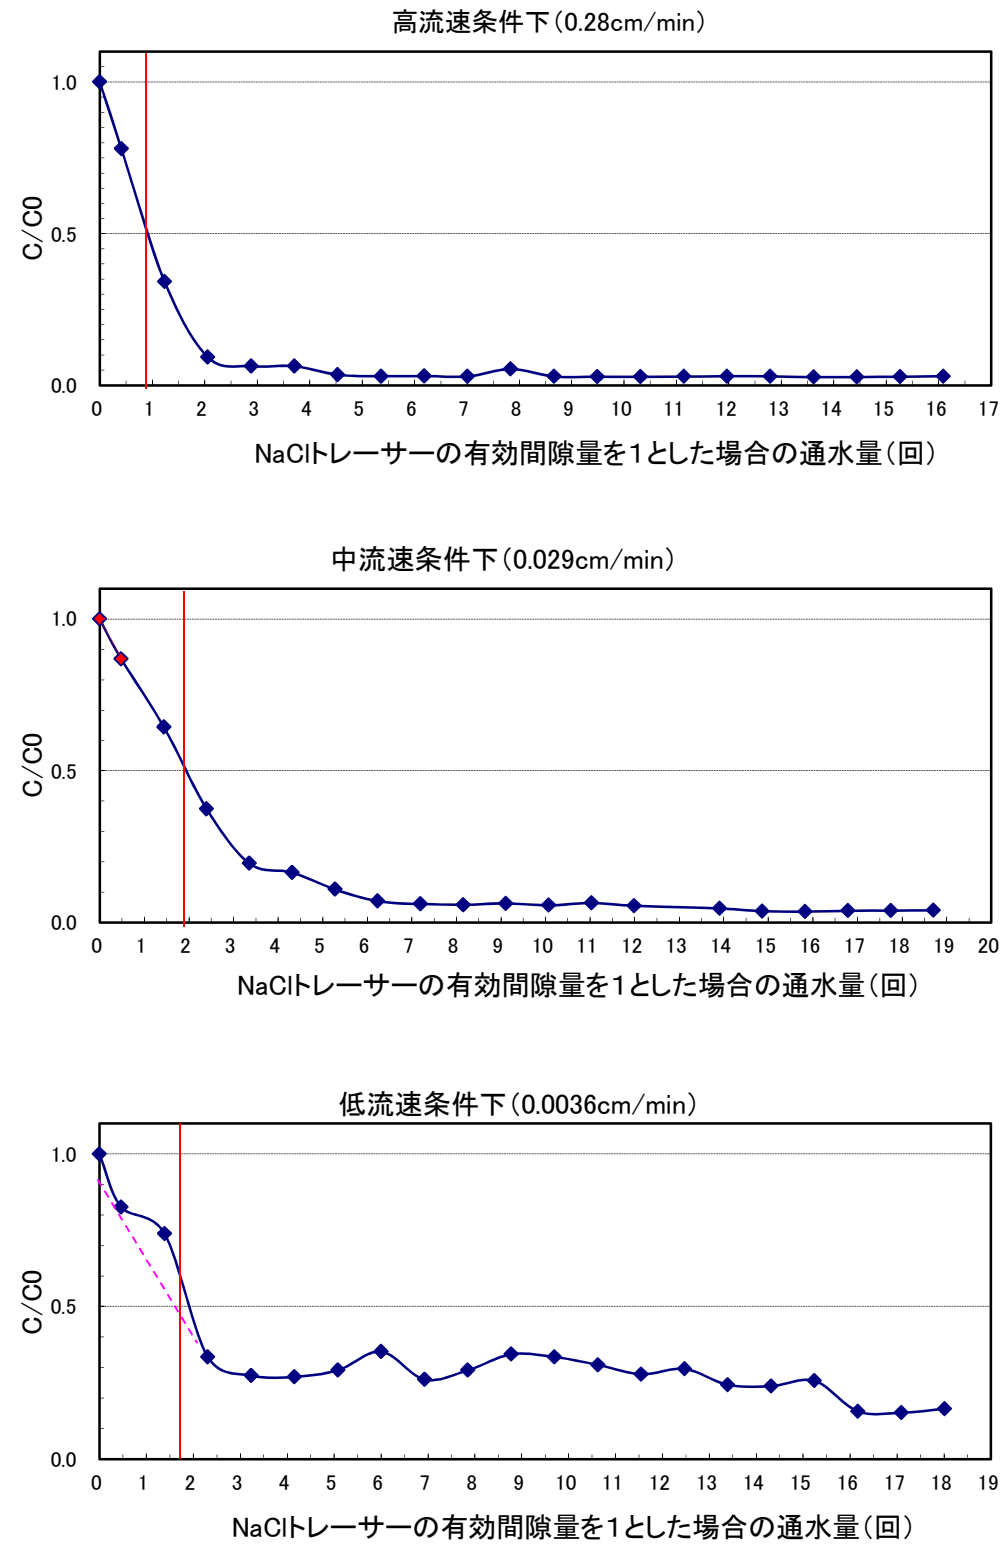 高流速条件下(0.28cm/min)
1.0
0.5
0.0
C/C0
0 1 2 3 4 5 6 7 8 9 10 11 12 13 14 15 16 17
NaClトレーサーの有効間隙量を1とした場合の通水量(回)
中流速条件下(0.029cm/min)
1.0
0.5
0.0
C/C0
0 1 2 3 4 5 6 7 8 9 10 11 12 13 14 15 16 17 18 19 20
NaClトレーサーの有効間隙量を1とした場合の通水量(回)
低流速条件下(0.0036cm/min)
1.0
0.5
0.0
C/C0
0 1 2 3 4 5 6 7 8 9 10 11 12 13 14 15 16 17 18 19
NaClトレーサーの有効間隙量を1とした場合の通水量(回)